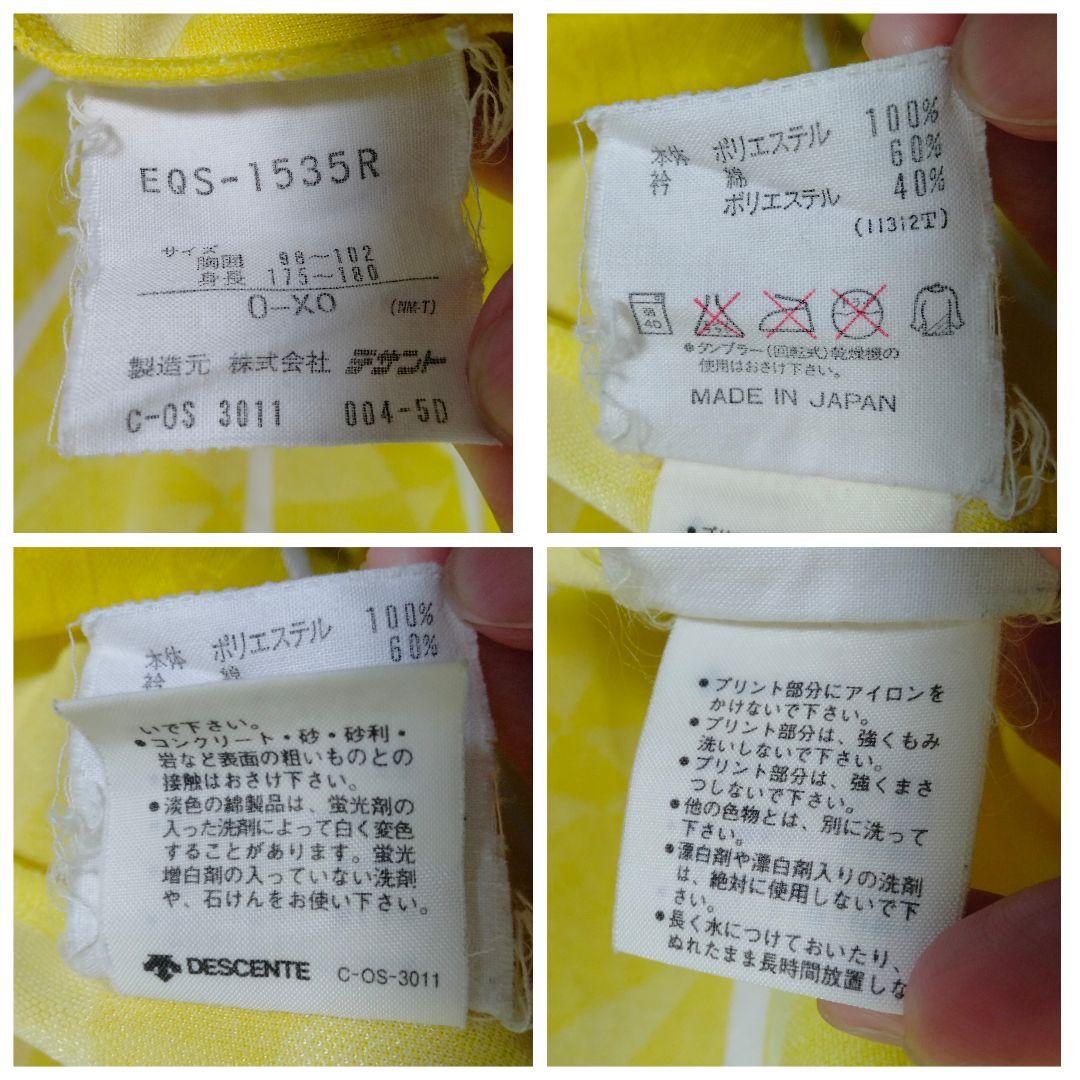 EQS-1535R
サイズ
胸囲 98〜102
身長 175〜180
O-XO (NM-T)
製造元 株式会社 デサント
C-OS 3011 004-5D
本体 ポリエステル 100%
衿 綿 60%
ポリエステル 40%
(11312T)
40
●タンブラー(回転式)乾燥機の
使用はおさけ下さい。
MADE IN JAPAN
●プ
本体 ポリエステル 100%
衿 綿 60%
いで下さい。
●コンクリート・砂・砂利・
岩など表面の粗いものとの
接触はおさけ下さい。
●淡色の綿製品は、蛍光剤の
入った洗剤によって白く変色
することがあります。蛍光
増白剤の入っていない洗剤
や、石けんをお使い下さい。
DESCENTE C-OS-3011
●プリント部分にアイロンを
かけないで下さい。
●プリント部分は、強くもみ
洗いしないで下さい。
●プリント部分は、強くまさ
つしないで下さい。
●他の色物とは、別に洗って
下さい。
●漂白剤や漂白剤入りの洗剤
は、絶対に使用しないで下
さい。
●長く水につけておいたり、
ぬれたまま長時間放置しな